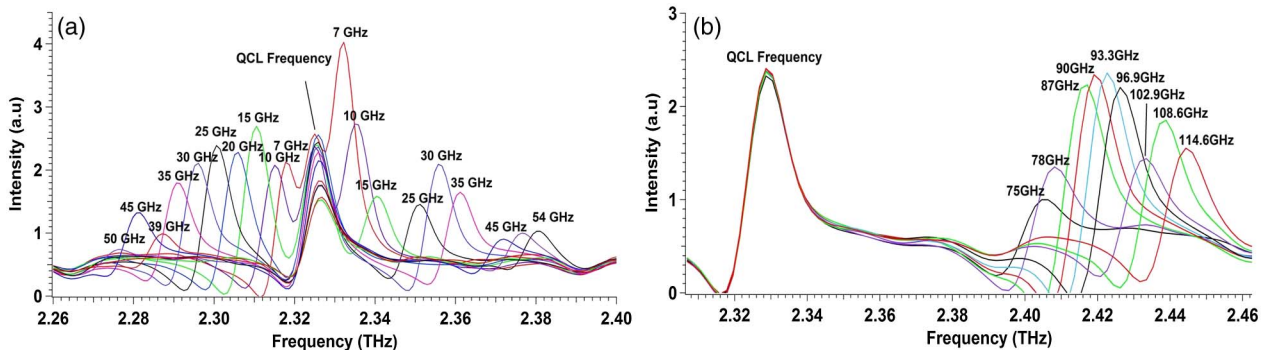 (a)
7 GHz
QCL Frequency
15 GHz
25 GHz
20 GHz
7 GHz
10 GHz
10 GHz
30 GHz
35 GHz
15 GHz
30 GHz
35 GHz
25 GHz
45 GHz
39 GHz
50 GHz
45 GHz
54 GHz
Intensity (a.u)
4
3
2
1
0
2.26
2.28
2.30
2.32
2.34
2.36
2.38
2.40
Frequency (THz)
(b)
QCL Frequency
93.3GHz
90GHz
96.9GHz
87GHz
102.9GHz
108.6GHz
114.6GHz
78GHz
75GHz
Intensity (a.u)
3
2
1
0
2.32
2.34
2.36
2.38
2.40
2.42
2.44
2.46
Frequency (THz)